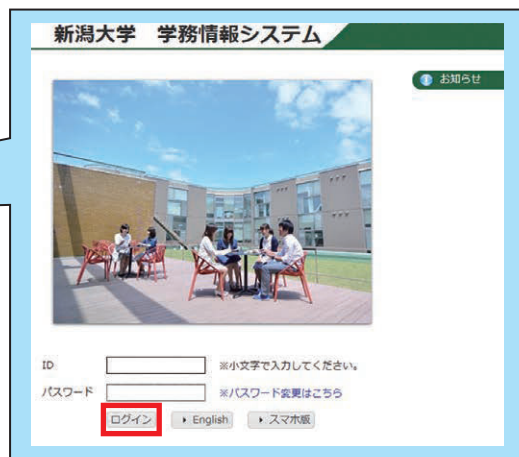 新潟大学 学務情報システム
お知らせ
ID ※小文字で入力してください。
パスワード ※パスワード変更はこちら
ログイン English スマホ版